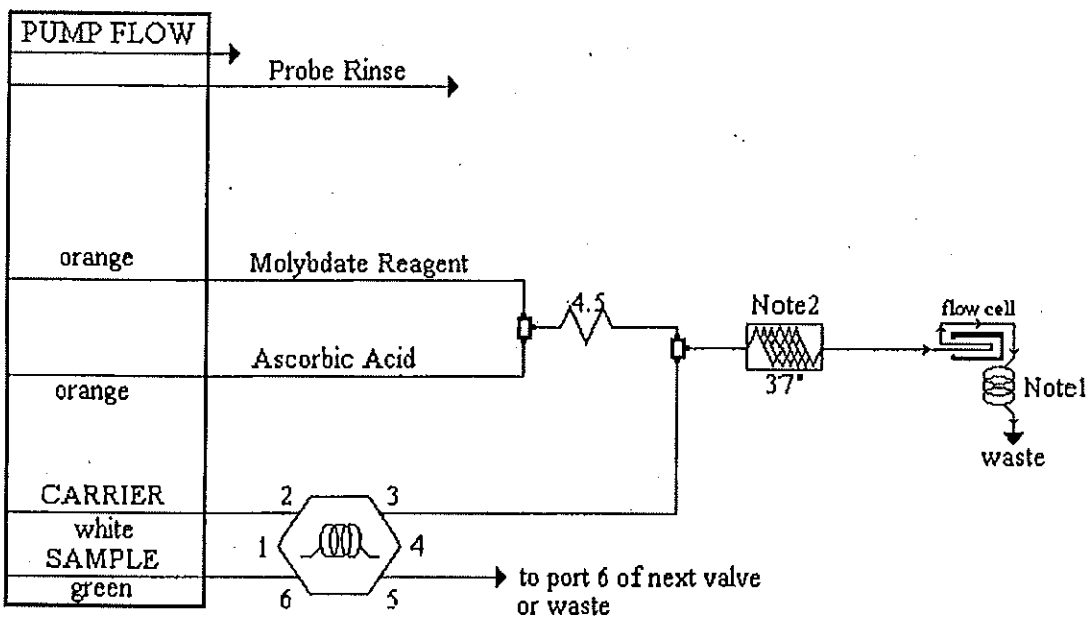 PUMP FLOW
Probe Rinse
orange
Molybdate Reagent
4.5
Note2
flow cell
Ascorbic Acid
orange
37°
Note1
waste
CARRIER
2
3
white
1
4
SAMPLE
green
6
5
to port 6 of next valve
or waste